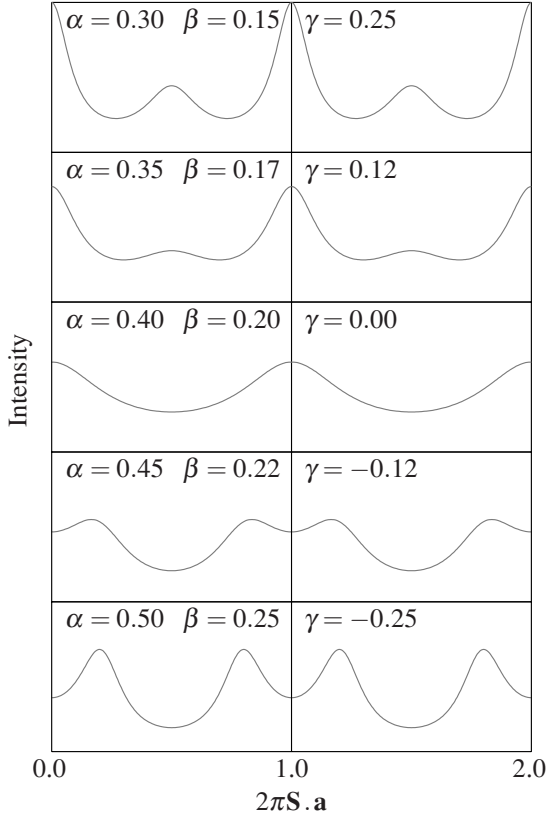 α = 0.30 β = 0.15 γ = 0.25
α = 0.35 β = 0.17 γ = 0.12
α = 0.40 β = 0.20 γ = 0.00
Intensity
α = 0.45 β = 0.22 γ = −0.12
α = 0.50 β = 0.25 γ = −0.25
0.0 1.0 2.0
2πS.a